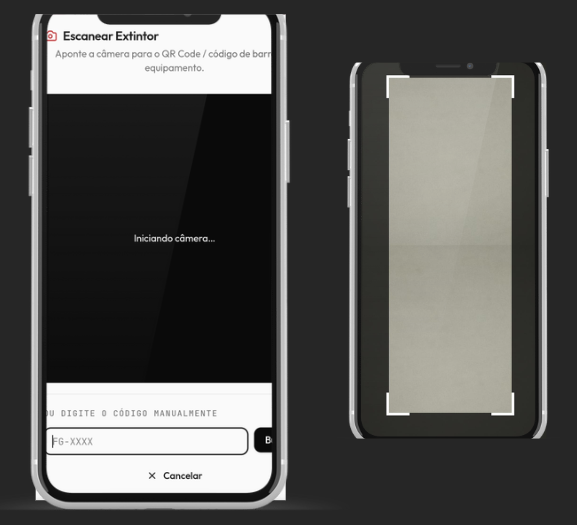 Escanear Extintor
Aponte a câmera para o QR Code / código de barr
equipamento.
Iniciando câmera...
OU DIGITE O CÓDIGO MANUALMENTE
FG-XXXX
Cancelar